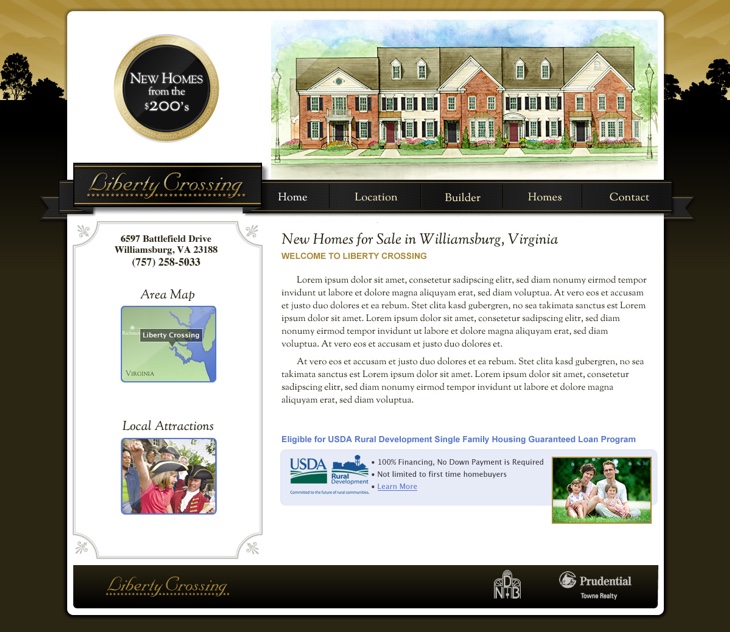 New Homes
from the
$200's
Liberty Crossing
Home
Location
Builder
Homes
Contact
6597 Battlefield Drive
Williamsburg, VA 23188
(757) 258-5033
Area Map
Liberty Crossing
Virginia
Local Attractions
New Homes for Sale in Williamsburg, Virginia
WELCOME TO LIBERTY CROSSING
Lorem ipsum dolor sit amet, consetetur sadipscing elitr, sed diam nonumy eirmod tempor
invidunt ut labore et dolore magna aliquyam erat, sed diam voluptua. At vero eos et accusam
et justo duo dolores et ea rebum. Stet clita kasd gubergren, no sea takimata sanctus est Lorem
ipsum dolor sit amet. Lorem ipsum dolor sit amet, consetetur sadipscing elitr, sed diam
nonumy eirmod tempor invidunt ut labore et dolore magna aliquyam erat, sed diam
voluptua. At vero eos et accusam et justo duo dolores et.
At vero eos et accusam et justo duo dolores et ea rebum. Stet clita kasd gubergren, no sea
takimata sanctus est Lorem ipsum dolor sit amet. Lorem ipsum dolor sit amet, consetetur
sadipscing elitr, sed diam nonumy eirmod tempor invidunt ut labore et dolore magna
aliquyam erat, sed diam voluptua.
Eligible for USDA Rural Development Single Family Housing Guaranteed Loan Program
USDA
Rural
Development
Committed to the future of rural communities.
• 100% Financing, No Down Payment is Required
• Not limited to first time homebuyers
• Learn More
Liberty Crossing
NDHB
Prudential
Towne Realty